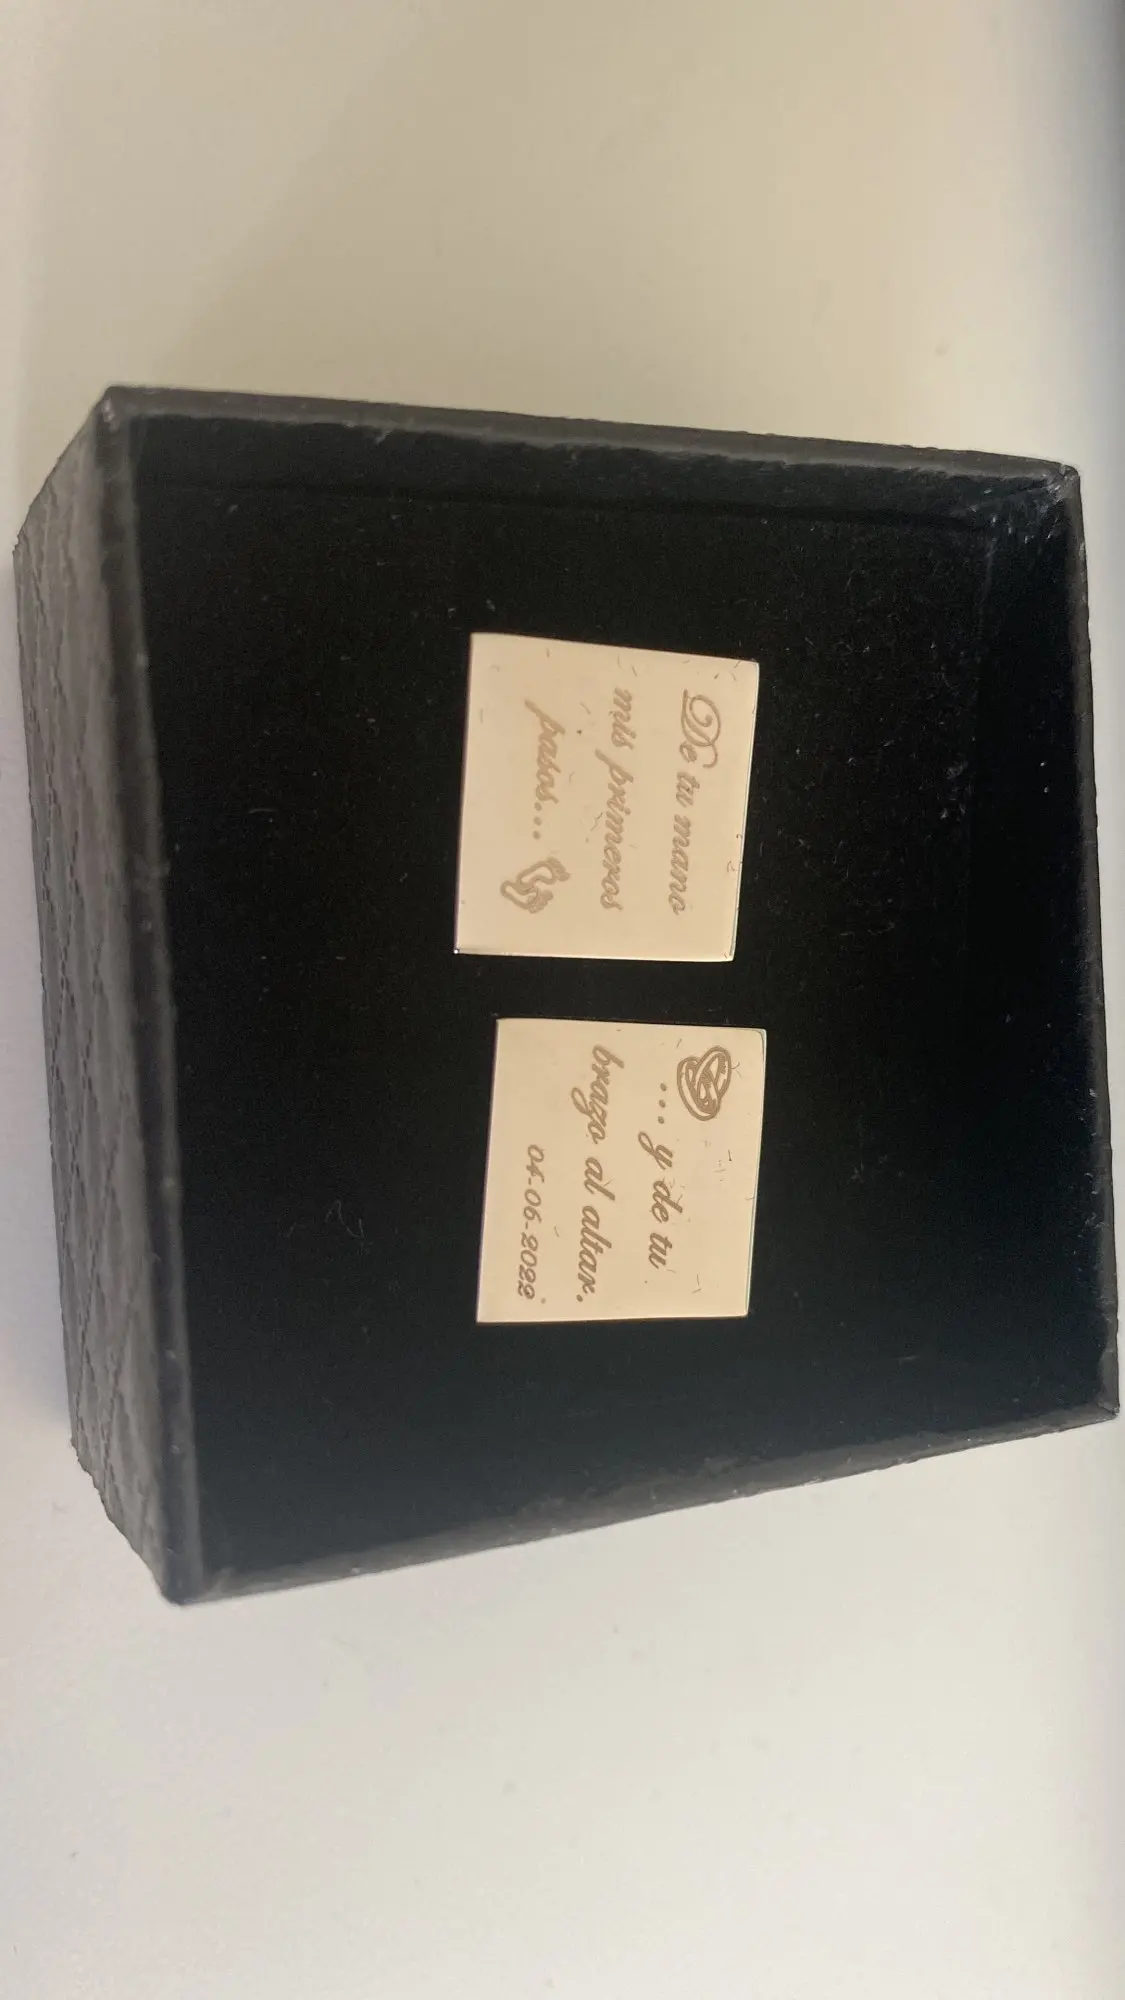 De tu mano
mis primeros
pasos...
... y de tu
brazo al altar.
04-06-2022